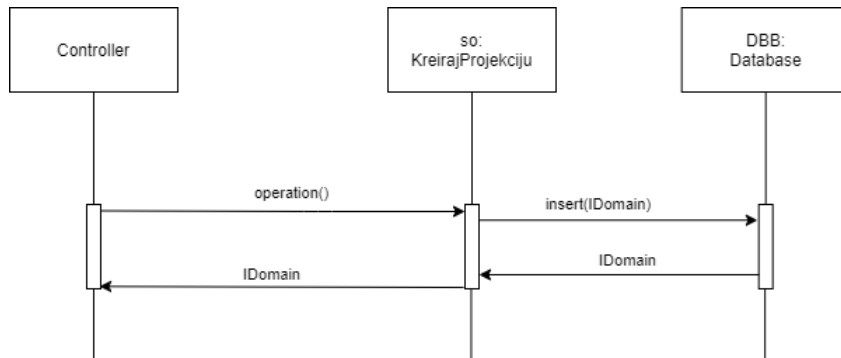 Controller
so:
KreirajProjekciju
DBB:
Database
operation()
insert(IDomain)
IDomain
IDomain